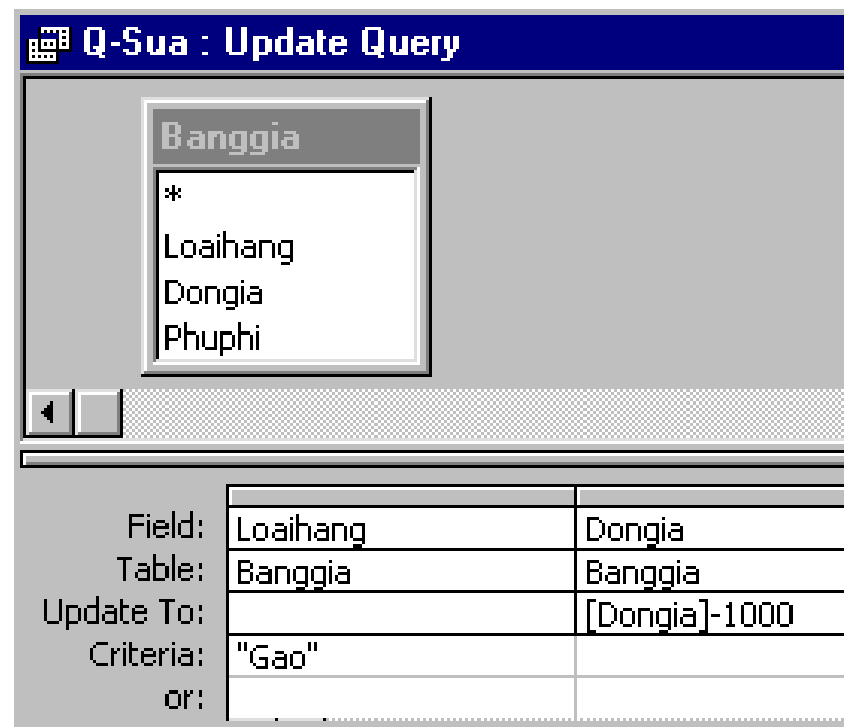 Q-Sua : Update Query
Banggia
*
Loaihang
Dongia
Phuphi
Field: Loaihang Dongia
Table: Banggia Banggia
Update To: [Dongia]-1000
Criteria: "Gao"
or: